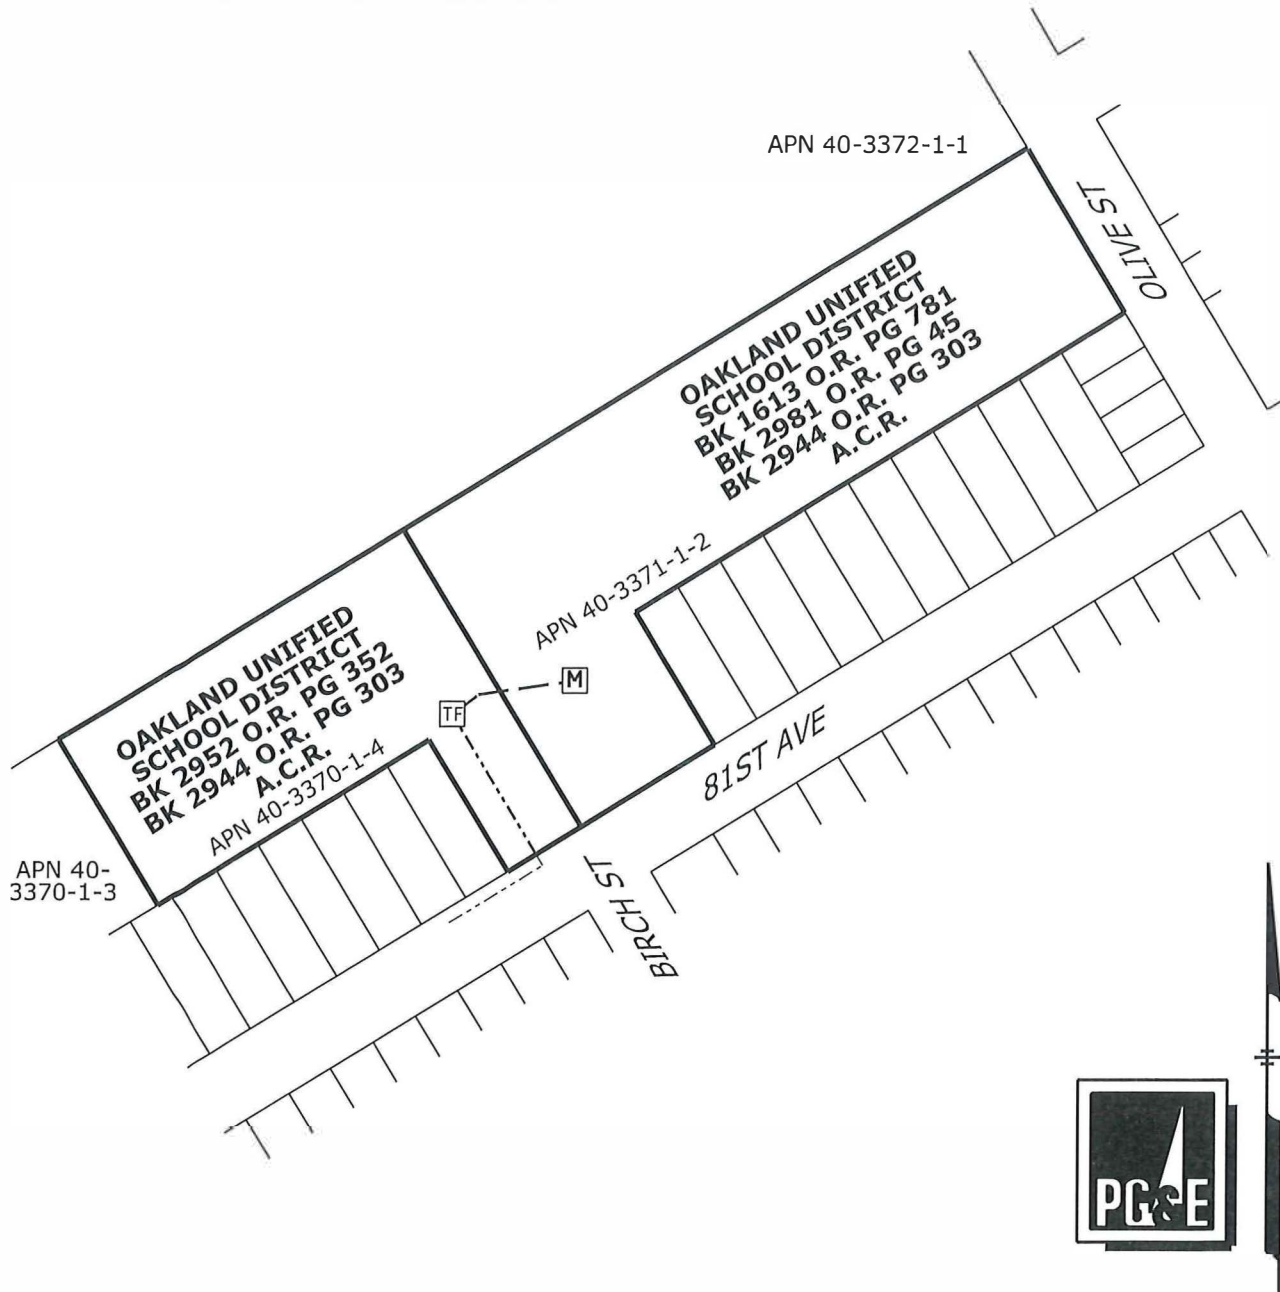 APN 40-3372-1-1
OLIVE ST
OAKLAND UNIFIED
SCHOOL DISTRICT
BK 1613 O.R. PG 781
BK 2981 O.R. PG 45
BK 2944 O.R. PG 303
A.C.R.
APN 40-3371-1-2
OAKLAND UNIFIED
SCHOOL DISTRICT
BK 2952 O.R. PG 352
BK 2944 O.R. PG 303
A.C.R.
APN 40-3370-1-4
M
TF
81ST AVE
APN 40-
3370-1-3
BIRCH ST
PG&E